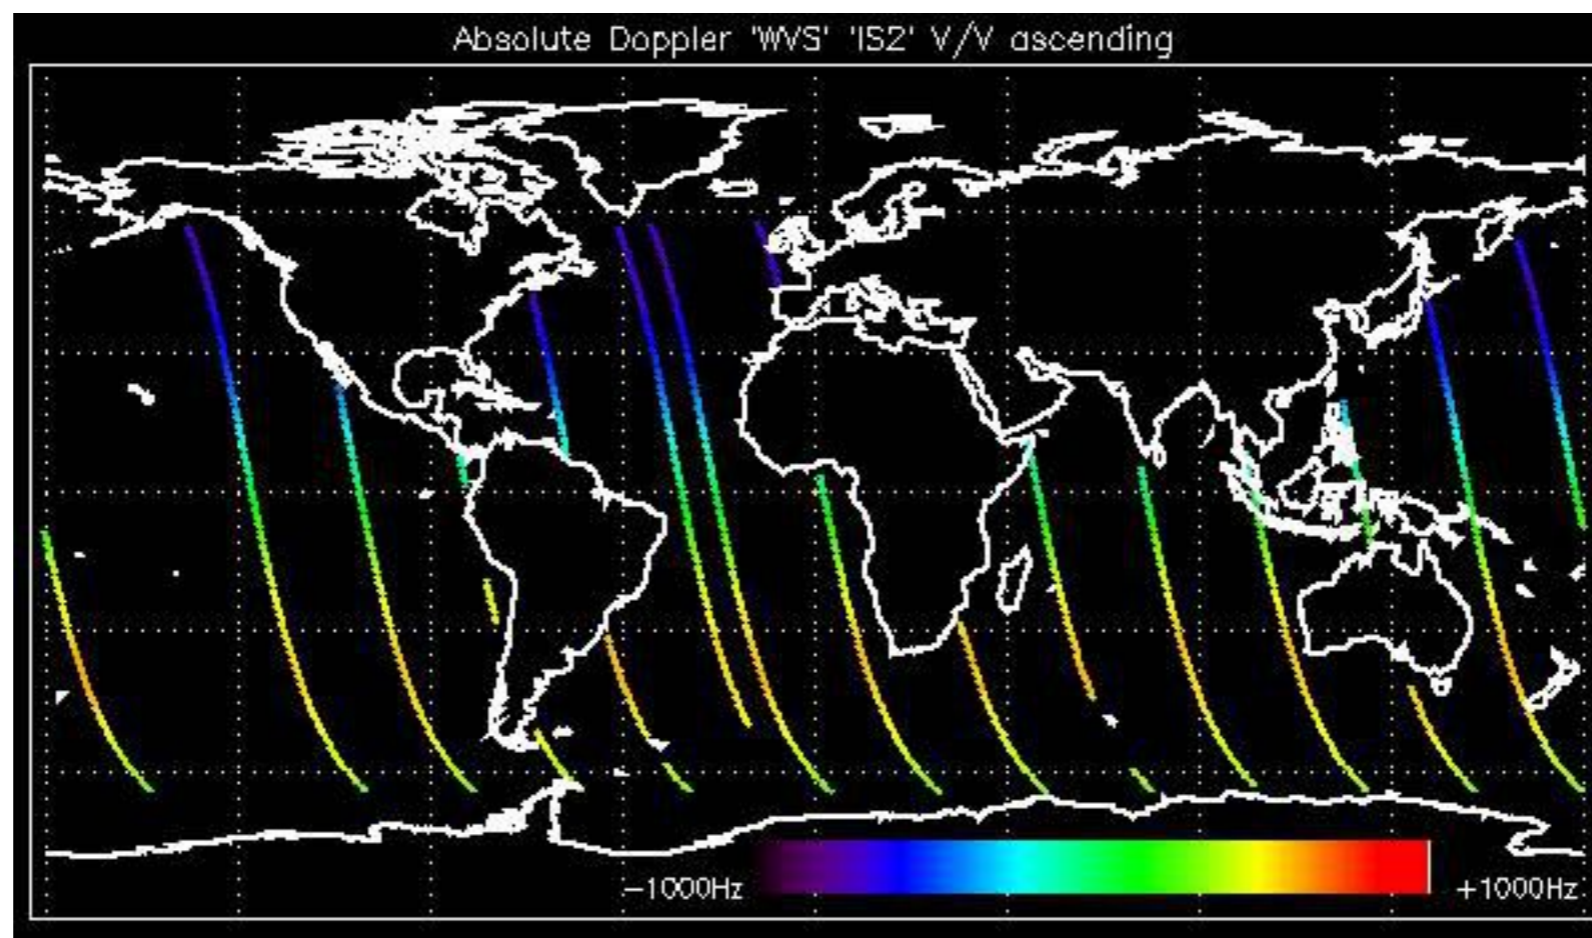 Absolute Doppler 'WVS' 'IS2' V/V ascending
−1000Hz +1000Hz